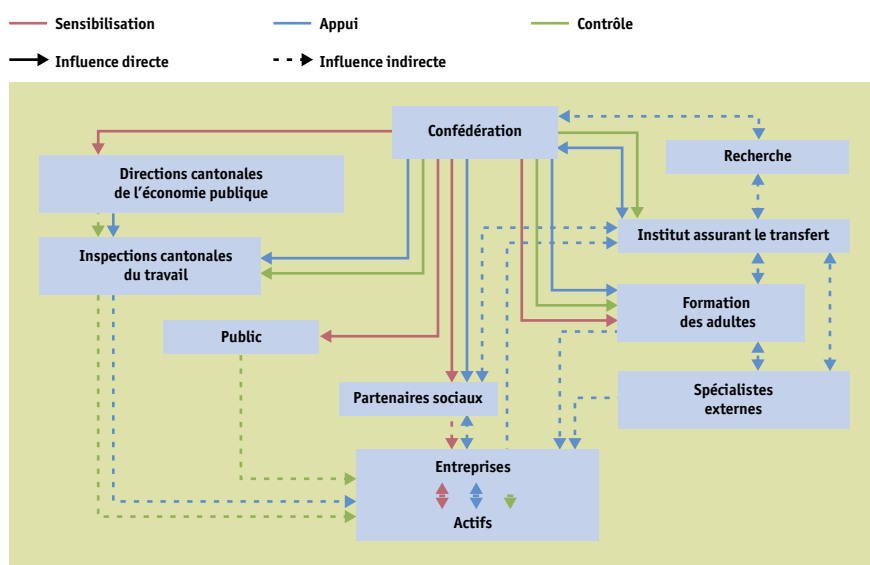 Sensibilisation
Appui
Contrôle
Influence directe
Influence indirecte
Confédération
Recherche
Directions cantonales
de l’économie publique
Institut assurant le transfert
Inspections cantonales
du travail
Formation
des adultes
Public
Partenaires sociaux
Spécialistes
externes
Entreprises
Actifs